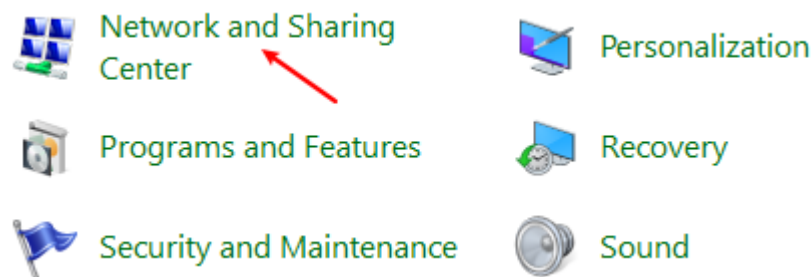 Network and Sharing
Center
Personalization
Programs and Features
Recovery
Security and Maintenance
Sound